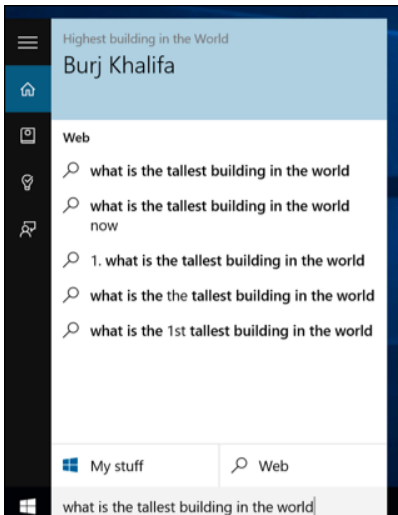 Highest building in the World
Burj Khalifa
Web
what is the tallest building in the world
what is the tallest building in the world
now
1. what is the tallest building in the world
what is the the tallest building in the world
what is the 1st tallest building in the world
My stuff
Web
what is the tallest building in the world